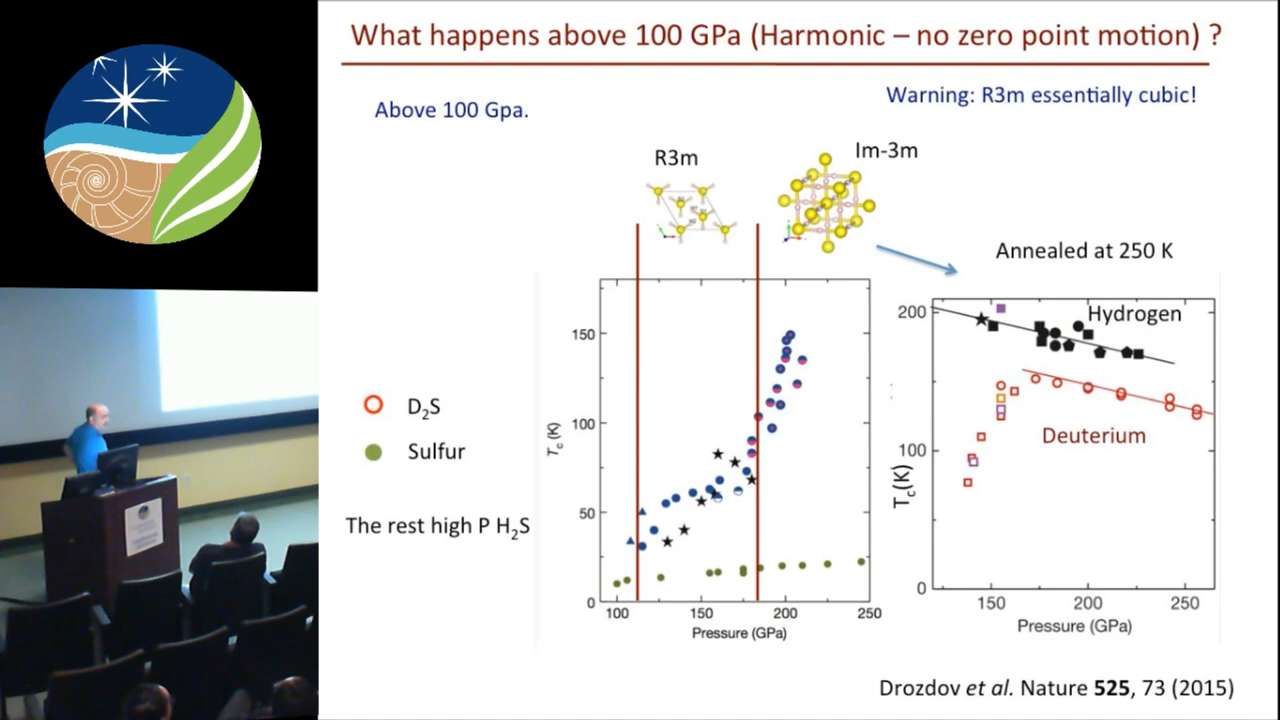 What happens above 100 GPa (Harmonic – no zero point motion) ?
Above 100 Gpa.
Warning: R3m essentially cubic!
R3m
Im-3m
Annealed at 250 K
D2S
Sulfur
The rest high P H2S
Tc (K)
150
100
50
0
100
150
200
250
Pressure (GPa)
Hydrogen
Deuterium
Tc(K)
200
100
0
150
200
250
Pressure (GPa)
Drozdov et al. Nature 525, 73 (2015)